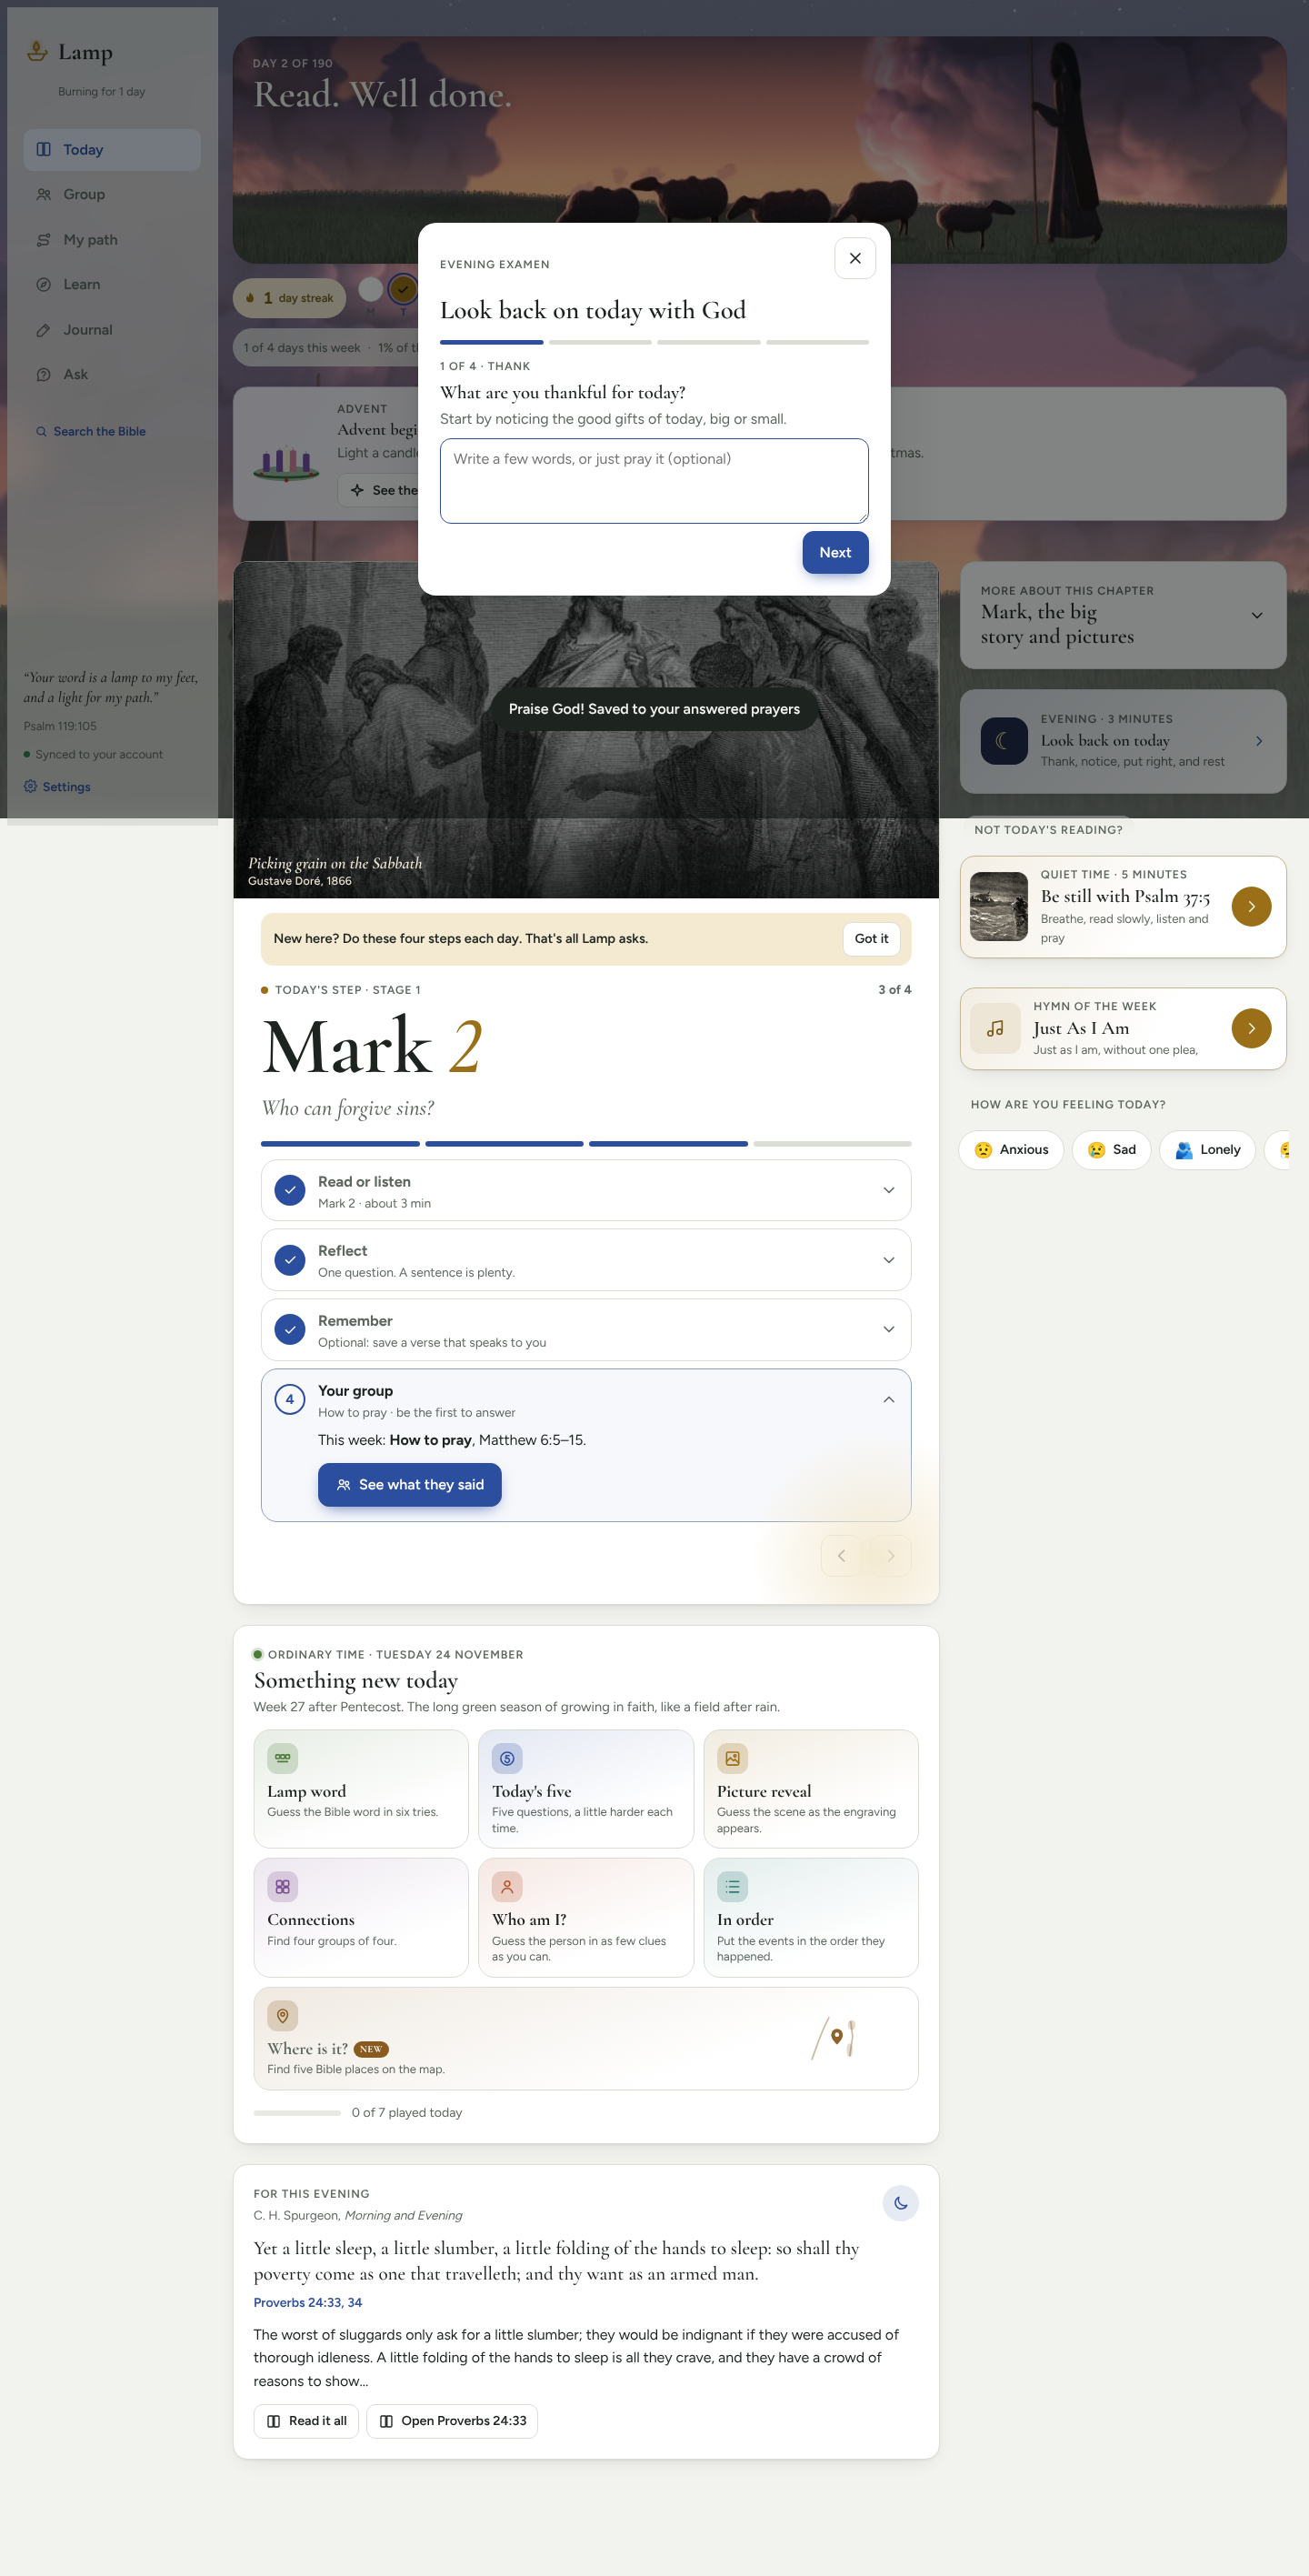 Lamp
Burning for 1 day
Today
Group
My path
Learn
Journal
Ask
Search the Bible
“Your word is a lamp to my feet,
and a light for my path.”
Psalm 119:105
Synced to your account
Settings
DAY 2 OF 190
Read. Well done.
1 day streak
M T
1 of 4 days this week · 1% of t
ADVENT
Advent begi
Light a candl
tmas.
See the
EVENING EXAMEN
Look back on today with God
1 OF 4 · THANK
What are you thankful for today?
Start by noticing the good gifts of today, big or small.
Write a few words, or just pray it (optional)
Next
Praise God! Saved to your answered prayers
Picking grain on the Sabbath
Gustave Doré, 1866
New here? Do these four steps each day. That's all Lamp asks.
Got it
TODAY'S STEP · STAGE 1
3 of 4
Mark 2
Who can forgive sins?
Read or listen
Mark 2 · about 3 min
Reflect
One question. A sentence is plenty.
Remember
Optional: save a verse that speaks to you
4
Your group
How to pray · be the first to answer
This week: How to pray, Matthew 6:5–15.
See what they said
MORE ABOUT THIS CHAPTER
Mark, the big
story and pictures
EVENING · 3 MINUTES
Look back on today
Thank, notice, put right, and rest
NOT TODAY'S READING?
QUIET TIME · 5 MINUTES
Be still with Psalm 37:5
Breathe, read slowly, listen and
pray
HYMN OF THE WEEK
Just As I Am
Just as I am, without one plea,
HOW ARE YOU FEELING TODAY?
Anxious
Sad
Lonely
ORDINARY TIME · TUESDAY 24 NOVEMBER
Something new today
Week 27 after Pentecost. The long green season of growing in faith, like a field after rain.
Lamp word
Guess the Bible word in six tries.
5
Today's five
Five questions, a little harder each
time.
Picture reveal
Guess the scene as the engraving
appears.
Connections
Find four groups of four.
Who am I?
Guess the person in as few clues
as you can.
In order
Put the events in the order they
happened.
Where is it? NEW
Find five Bible places on the map.
0 of 7 played today
FOR THIS EVENING
C. H. Spurgeon, Morning and Evening
Yet a little sleep, a little slumber, a little folding of the hands to sleep: so shall thy
poverty come as one that travelleth; and thy want as an armed man.
Proverbs 24:33, 34
The worst of sluggards only ask for a little slumber; they would be indignant if they were accused of
thorough idleness. A little folding of the hands to sleep is all they crave, and they have a crowd of
reasons to show...
Read it all
Open Proverbs 24:33